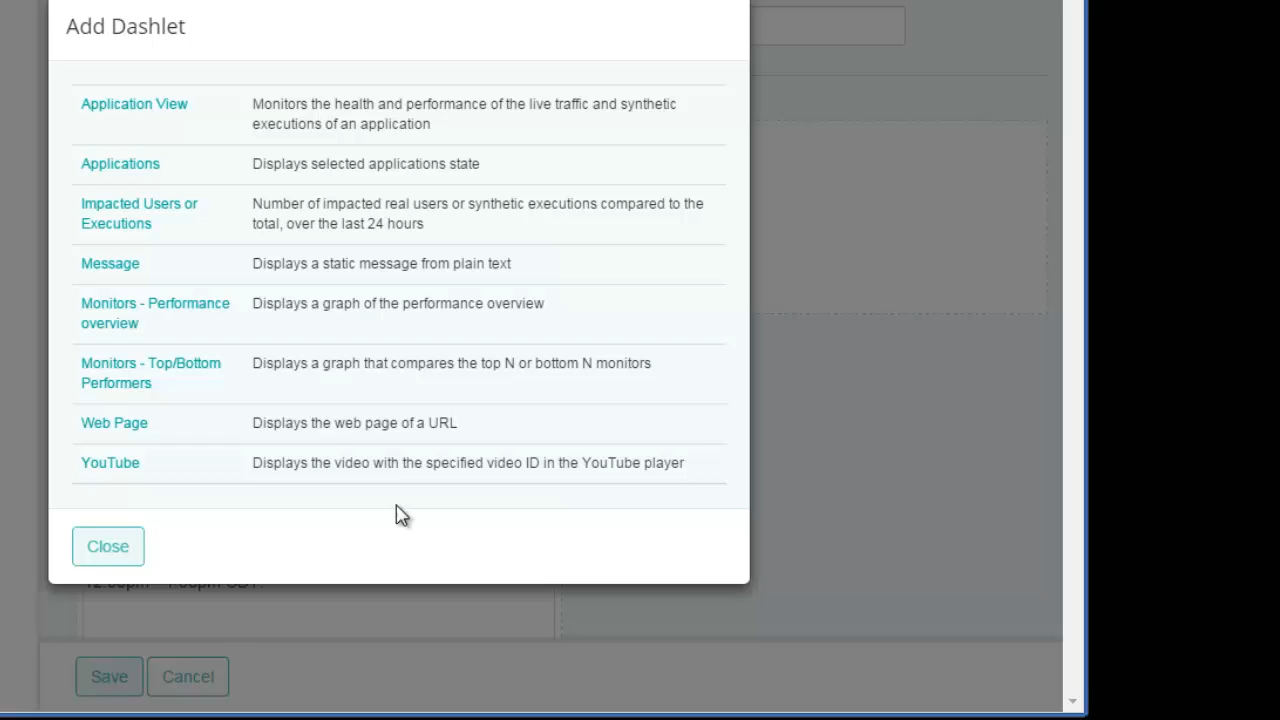 Add Dashlet
Application View
Monitors the health and performance of the live traffic and synthetic
executions of an application
Applications
Displays selected applications state
Impacted Users or
Executions
Number of impacted real users or synthetic executions compared to the
total, over the last 24 hours
Message
Displays a static message from plain text
Monitors - Performance
overview
Displays a graph of the performance overview
Monitors - Top/Bottom
Performers
Displays a graph that compares the top N or bottom N monitors
Web Page
Displays the web page of a URL
YouTube
Displays the video with the specified video ID in the YouTube player
Close
Save
Cancel